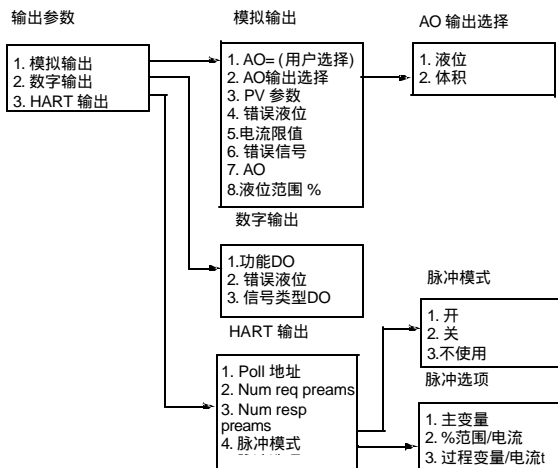 输出参数
1. 模拟输出
2. 数字输出
3. HART 输出
模拟输出
1. AO= (用户选择)
2. AO输出选择
3. PV 参数
4. 错误液位
5.电流限值
6. 错误信号
7. AO
8.液位范围 %
AO 输出选择
1. 液位
2. 体积
数字输出
1.功能DO
2. 错误液位
3. 信号类型DO
HART 输出
1. Poll 地址
2. Num req preams
3. Num resp
preams
4. 脉冲模式
脉冲模式
1. 开
2. 关
3.不使用
脉冲选项
1. 主变量
2. %范围/电流
3. 过程变量/电流t